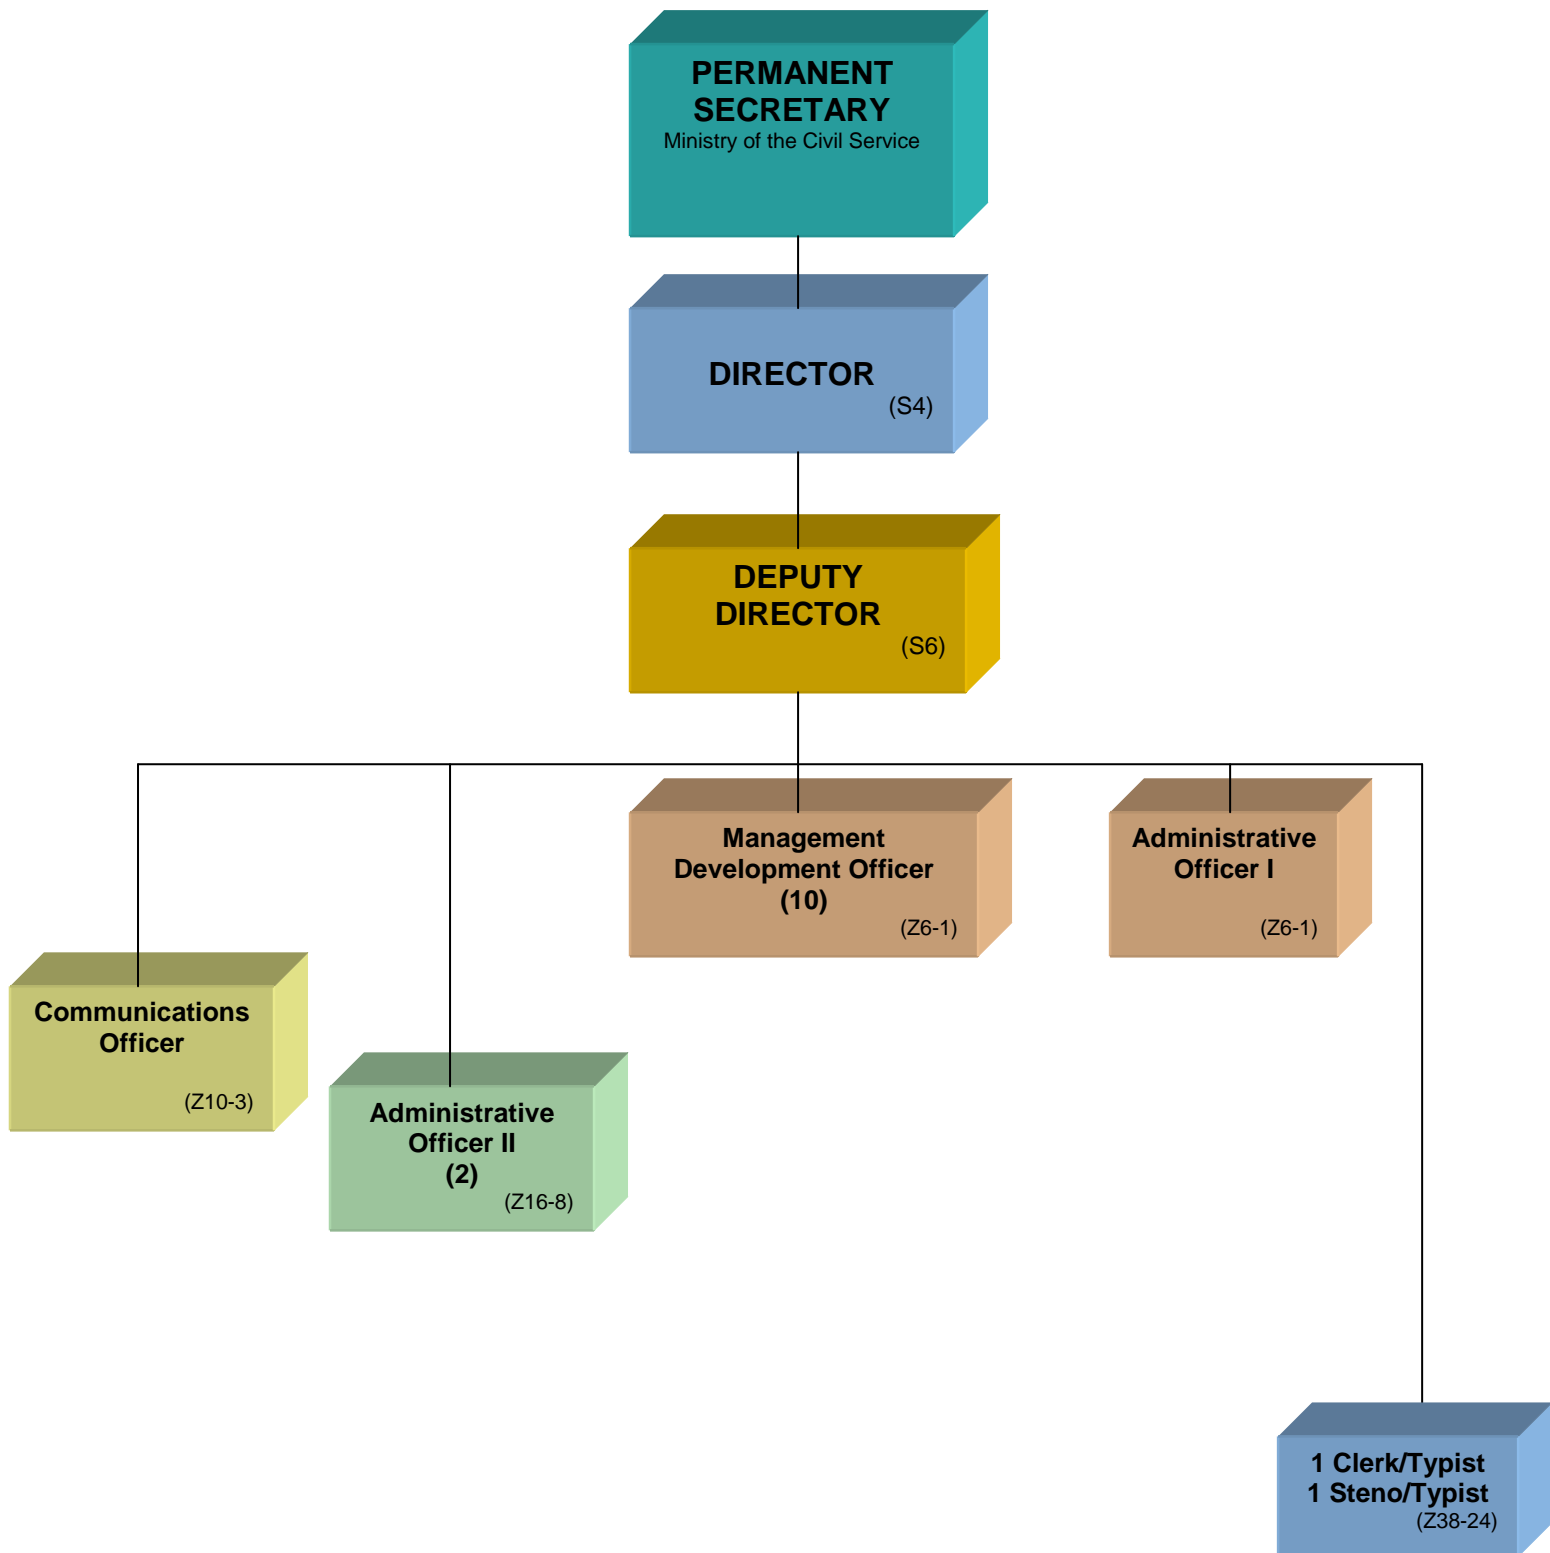 PERMANENT
SECRETARY
Ministry of the Civil Service
DIRECTOR
(S4)
DEPUTY
DIRECTOR
(S6)
Management
Development Officer
(10)
(Z6-1)
Administrative
Officer I
(Z6-1)
Communications
Officer
(Z10-3)
Administrative
Officer II
(2)
(Z16-8)
1 Clerk/Typist
1 Steno/Typist
(Z38-24)